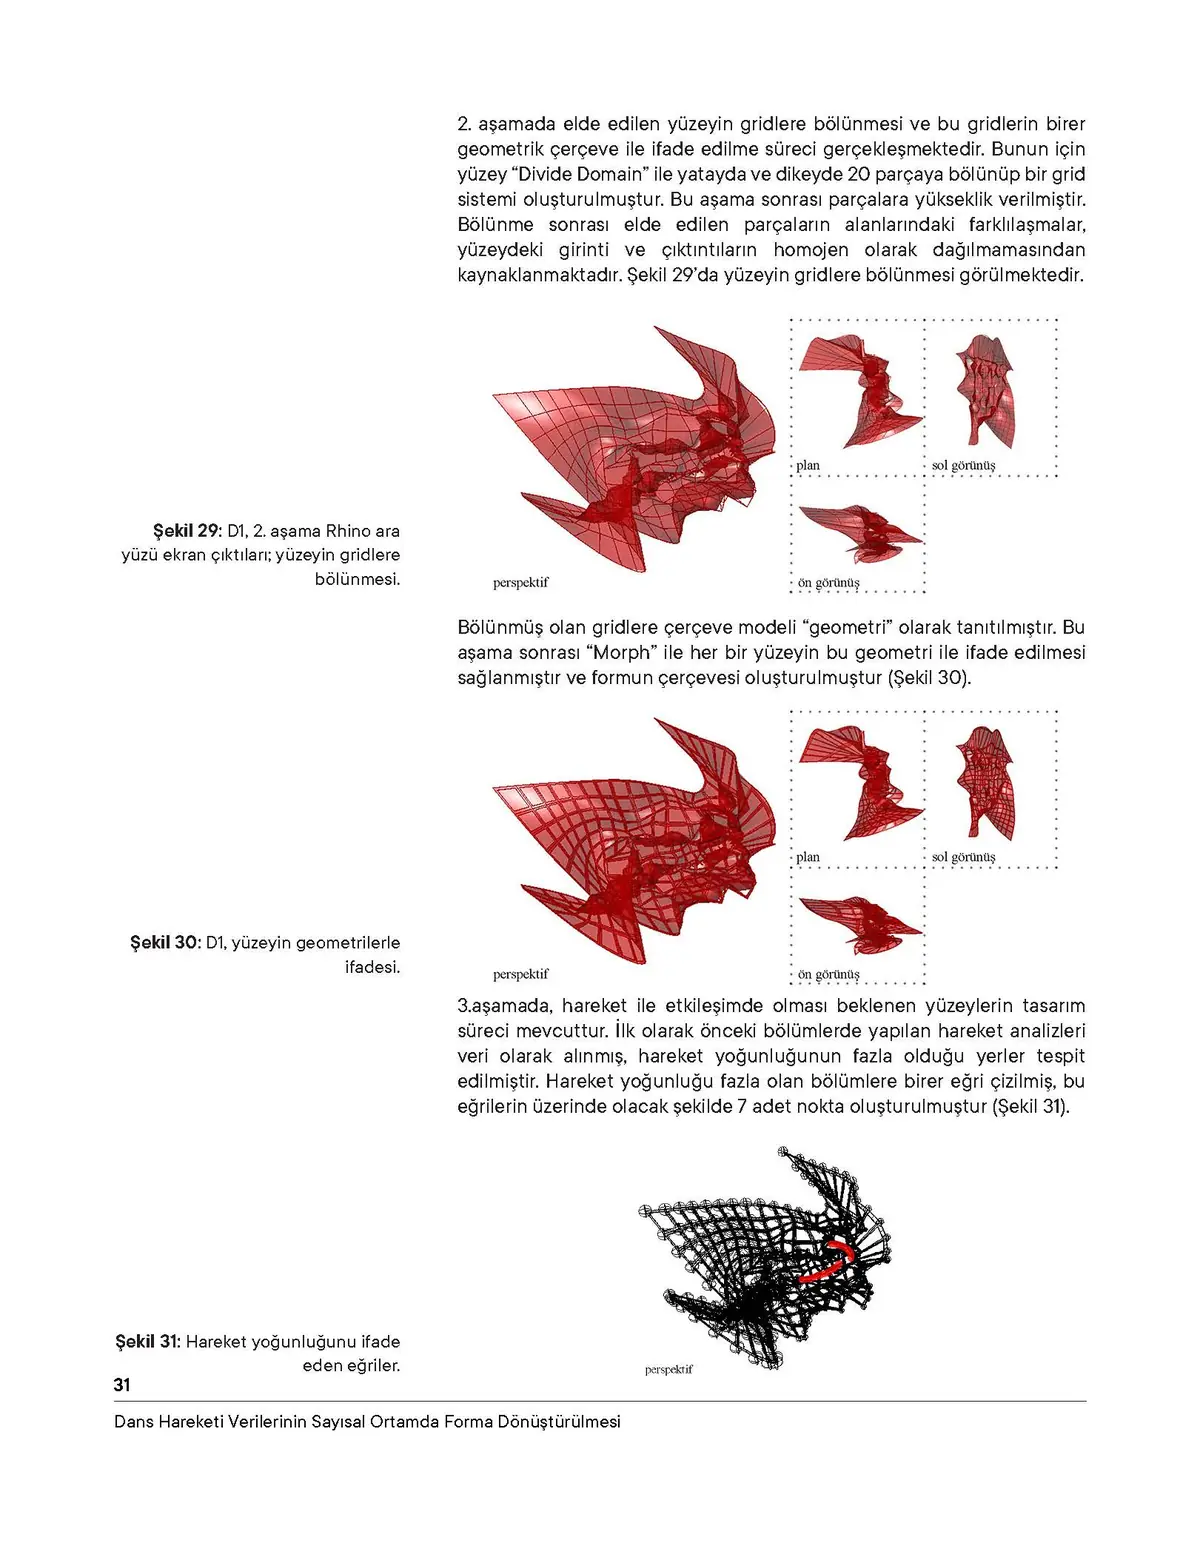 2. aşamada elde edilen yüzeyin gridlere bölünmesi ve bu gridlerin birer
geometrik çerçeve ile ifade edilme süreci gerçekleşmektedir. Bunun için
yüzey “Divide Domain” ile yatayda ve dikeyde 20 parçaya bölünüp bir grid
sistemi oluşturulmuştur. Bu aşama sonrası parçalara yükseklik verilmiştir.
Bölünme sonrası elde edilen parçaların alanlarındaki farklılaşmalar,
yüzeydeki girinti ve çıktıntıların homojen olarak dağılmamasından
kaynaklanmaktadır. Şekil 29’da yüzeyin gridlere bölünmesi görülmektedir.
plan
sol görünüş
perspektif
ön görünüş
Şekil 29: D1, 2. aşama Rhino ara
yüzü ekran çıktıları; yüzeyin gridlere
bölünmesi.
Bölünmüş olan gridlere çerçeve modeli “geometri” olarak tanıtılmıştır. Bu
aşama sonrası “Morph” ile her bir yüzeyin bu geometri ile ifade edilmesi
sağlanmıştır ve formun çerçevesi oluşturulmuştur (Şekil 30).
plan
sol görünüş
perspektif
ön görünüş
Şekil 30: D1, yüzeyin geometrilerle
ifadesi.
3.aşamada, hareket ile etkileşimde olması beklenen yüzeylerin tasarım
süreci mevcuttur. İlk olarak önceki bölümlerde yapılan hareket analizleri
veri olarak alınmış, hareket yoğunluğunun fazla olduğu yerler tespit
edilmiştir. Hareket yoğunluğu fazla olan bölümlere birer eğri çizilmiş, bu
eğrilerin üzerinde olacak şekilde 7 adet nokta oluşturulmuştur (Şekil 31).
perspektif
Şekil 31: Hareket yoğunluğunu ifade
eden eğriler.
31
Dans Hareketi Verilerinin Sayısal Ortamda Forma Dönüştürülmesi